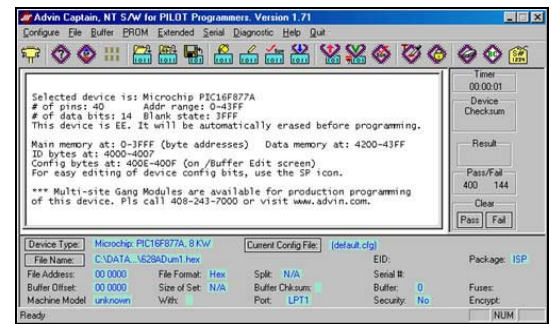 Advin Captain, NT S/W for PILOT Programmers. Version 1.71
Configure File Buffer PROM Extended Serial Diagnostic Help Quit
Selected device is: Microchip PIC16F877A
# of pins: 40 Addr range: 0-43FF
# of data bits: 14 Blank state: 3FFF
This device is EE. It will be automatically erased before programming.
Main memory at: 0-3FFF (byte addresses) Data memory at: 4200-43FF
ID bytes at: 4000-4007
Config bytes at: 400E-400F (on /Buffer Edit screen)
For easy editing of device config bits, use the SP icon.
*** Multi-site Gang Modules are available for production programming
of this device. Pls call 408-243-7000 or visit www.advin.com.
Timer
00:00:01
Device
Checksum
Result
Pass/Fail
400 144
Clear
Pass Fail
Device Type: Microchip: PIC16F877A, 8 KW Current Config File: (default.cfg)
File Name: C:\DATA...\628ADum1.hex EID: Package: ISP
File Address: 00 0000 File Format: Hex Split: N/A Serial #:
Buffer Offset: 00 0000 Size of Set: N/A Buffer Chksum: Buffer: 0 Fuses:
Machine Model unknown With: Port: LPT1 Security: No Encrypt:
Ready NUM